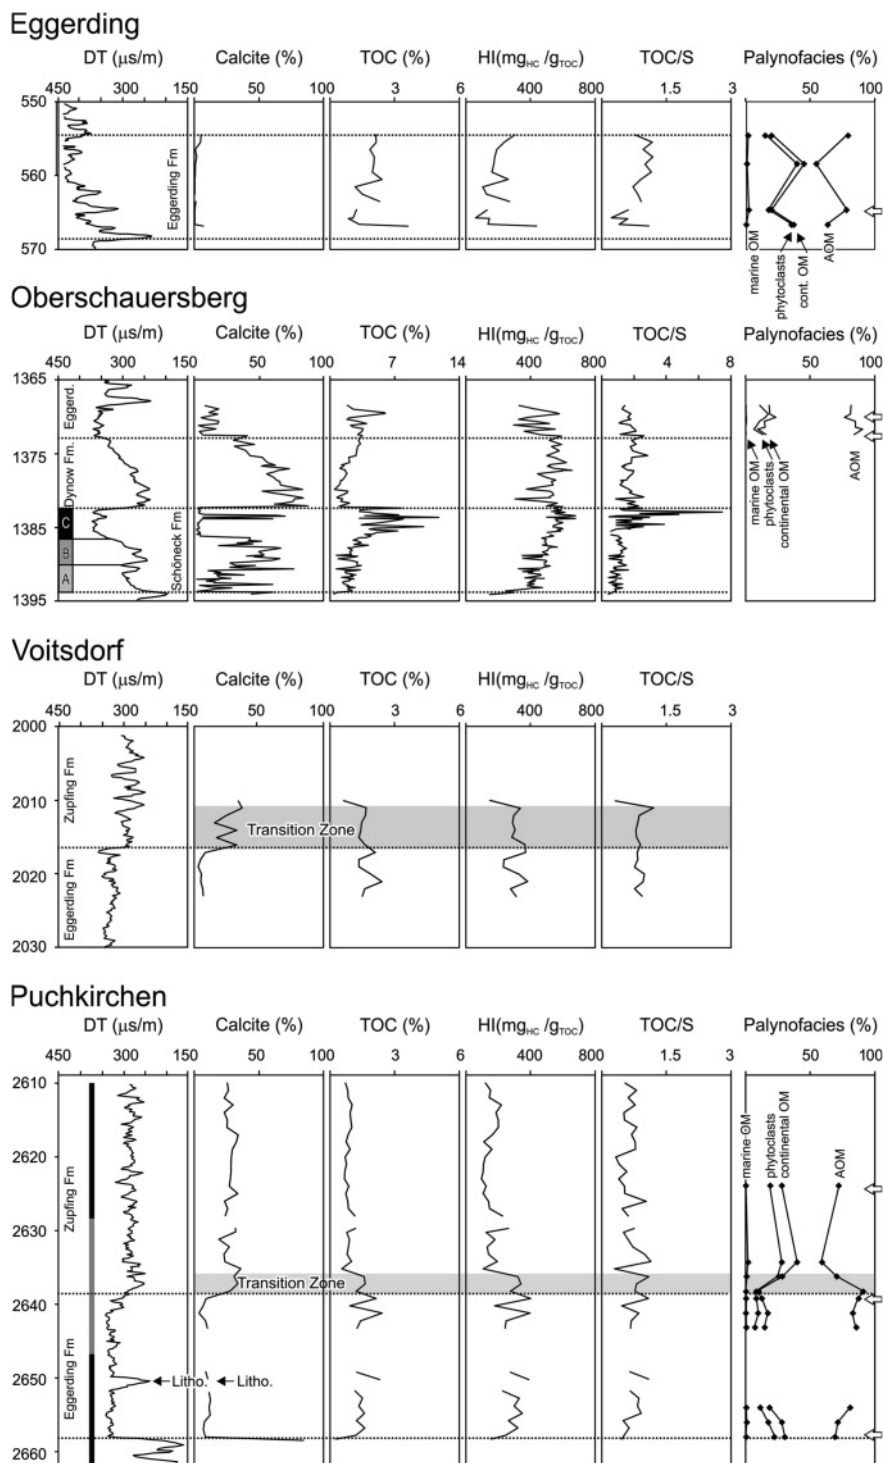 Eggerding
DT (µs/m) Calcite (%) TOC (%) HI(mgHC /gTOC) TOC/S Palynofacies (%)
450 300 150 50 100 3 6 400 800 1.5 3 0 50 100
550
560
570
Eggerding Fm
marine OM
phytoclasts
cont. OM
AOM
Oberschauersberg
DT (µs/m) Calcite (%) TOC (%) HI(mgHC /gTOC) TOC/S Palynofacies (%)
450 300 150 50 100 7 14 400 800 4 8 0 50 100
1365
1375
1385
1395
Eggerd.
Dynow Fm.
Schöneck Fm
C
B
A
marine OM
phytoclasts
continental OM
AOM
Voitsdorf
DT (µs/m) Calcite (%) TOC (%) HI(mgHC /gTOC) TOC/S
450 300 150 50 100 3 6 400 800 1.5 3
2000
2010
2020
2030
Zupfing Fm
Eggerding Fm
Transition Zone
Puchkirchen
DT (µs/m) Calcite (%) TOC (%) HI(mgHC /gTOC) TOC/S Palynofacies (%)
450 300 150 50 100 3 6 400 800 1.5 3 0 50 100
2610
2620
2630
2640
2650
2660
Zupfing Fm
Eggerding Fm
Transition Zone
Litho. Litho.
marine OM
phytoclasts
continental OM
AOM